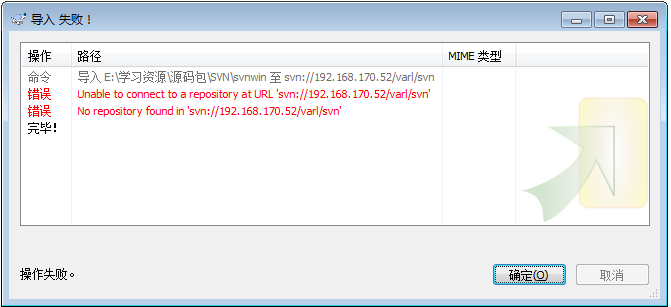 导入 失败！
操作 路径 MIME 类型
命令 导入 E:\学习资源\源码包\SVN\svnwin 至 svn://192.168.170.52/varl/svn
错误 Unable to connect to a repository at URL 'svn://192.168.170.52/varl/svn'
错误 No repository found in 'svn://192.168.170.52/varl/svn'
完毕!
操作失败。
确定(O) 取消